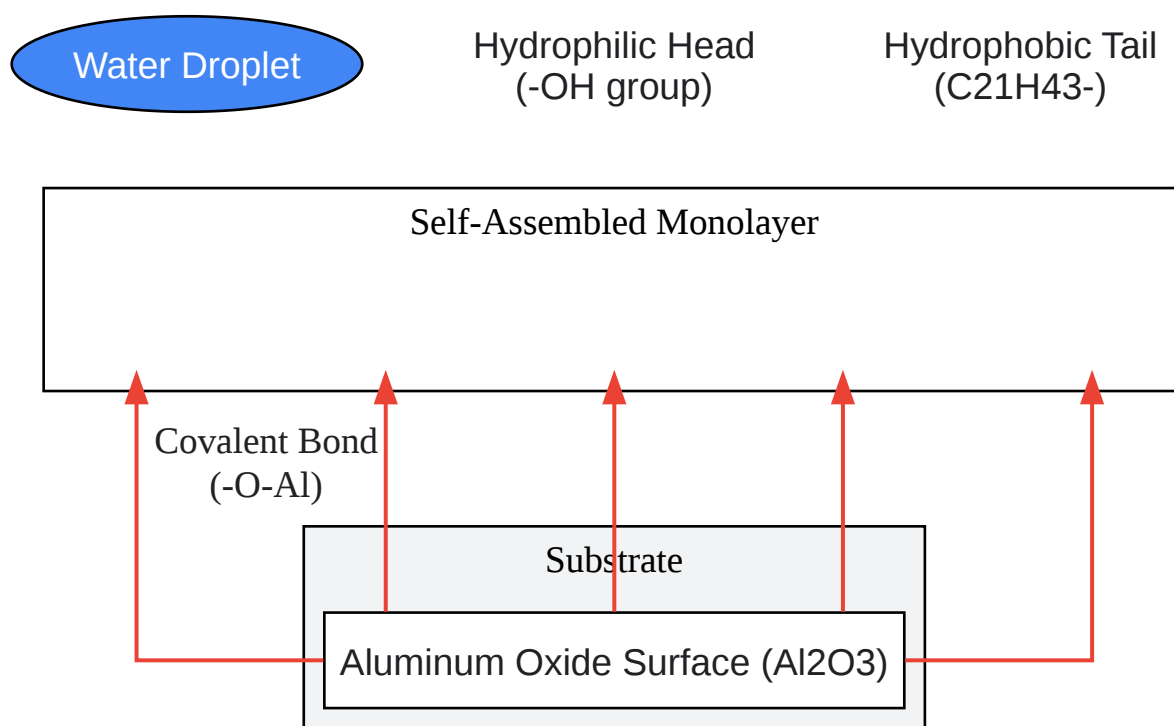 Water Droplet
Hydrophilic Head
(-OH group)
Hydrophobic Tail
(C21H43-)
Self-Assembled Monolayer
Covalent Bond
(-O-Al)
Substrate
Aluminum Oxide Surface (Al2O3)